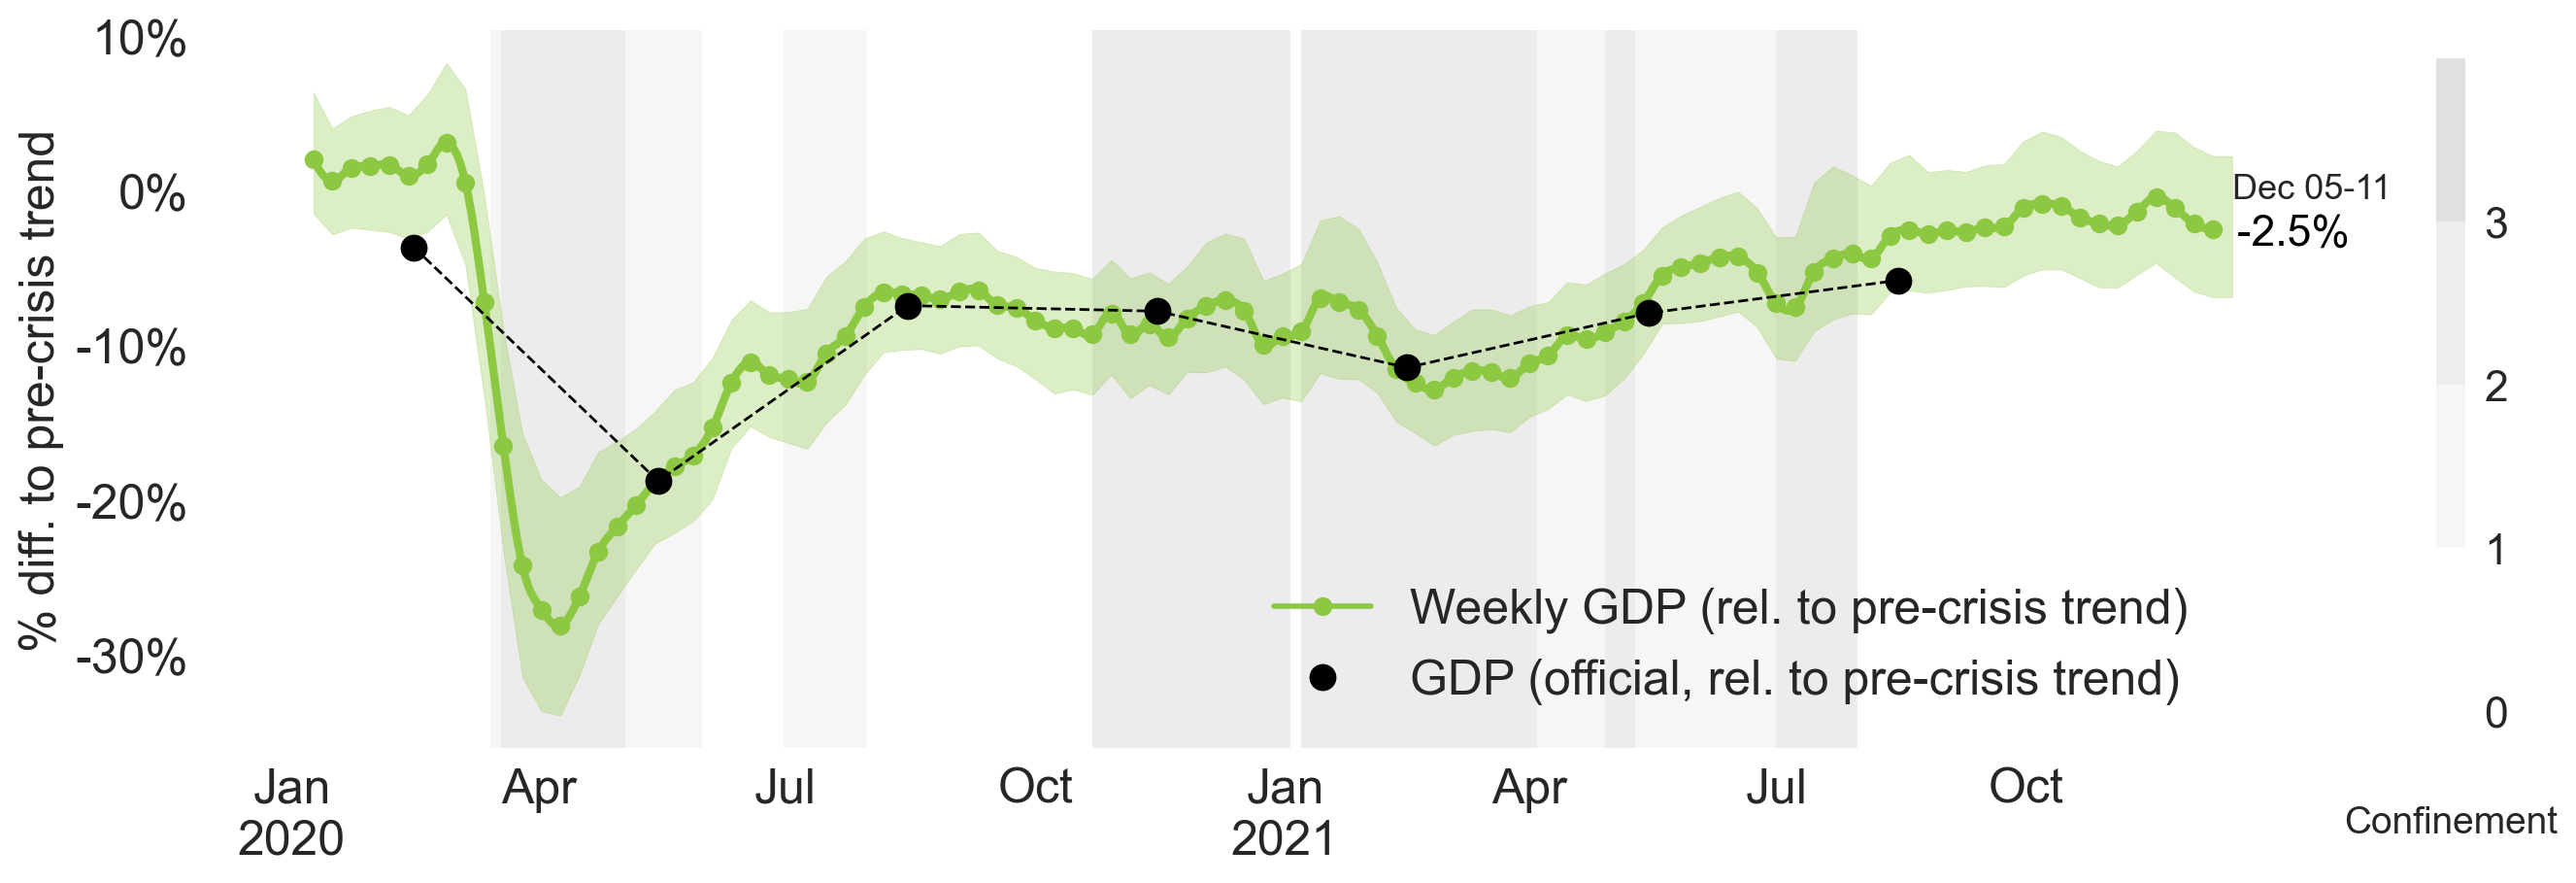 % diff. to pre-crisis trend
10%
0%
-10%
-20%
-30%
Jan
2020
Apr
Jul
Oct
Jan
2021
Apr
Jul
Oct
Dec 05-11
-2.5%
Weekly GDP (rel. to pre-crisis trend)
GDP (official, rel. to pre-crisis trend)
3
2
1
0
Confinement